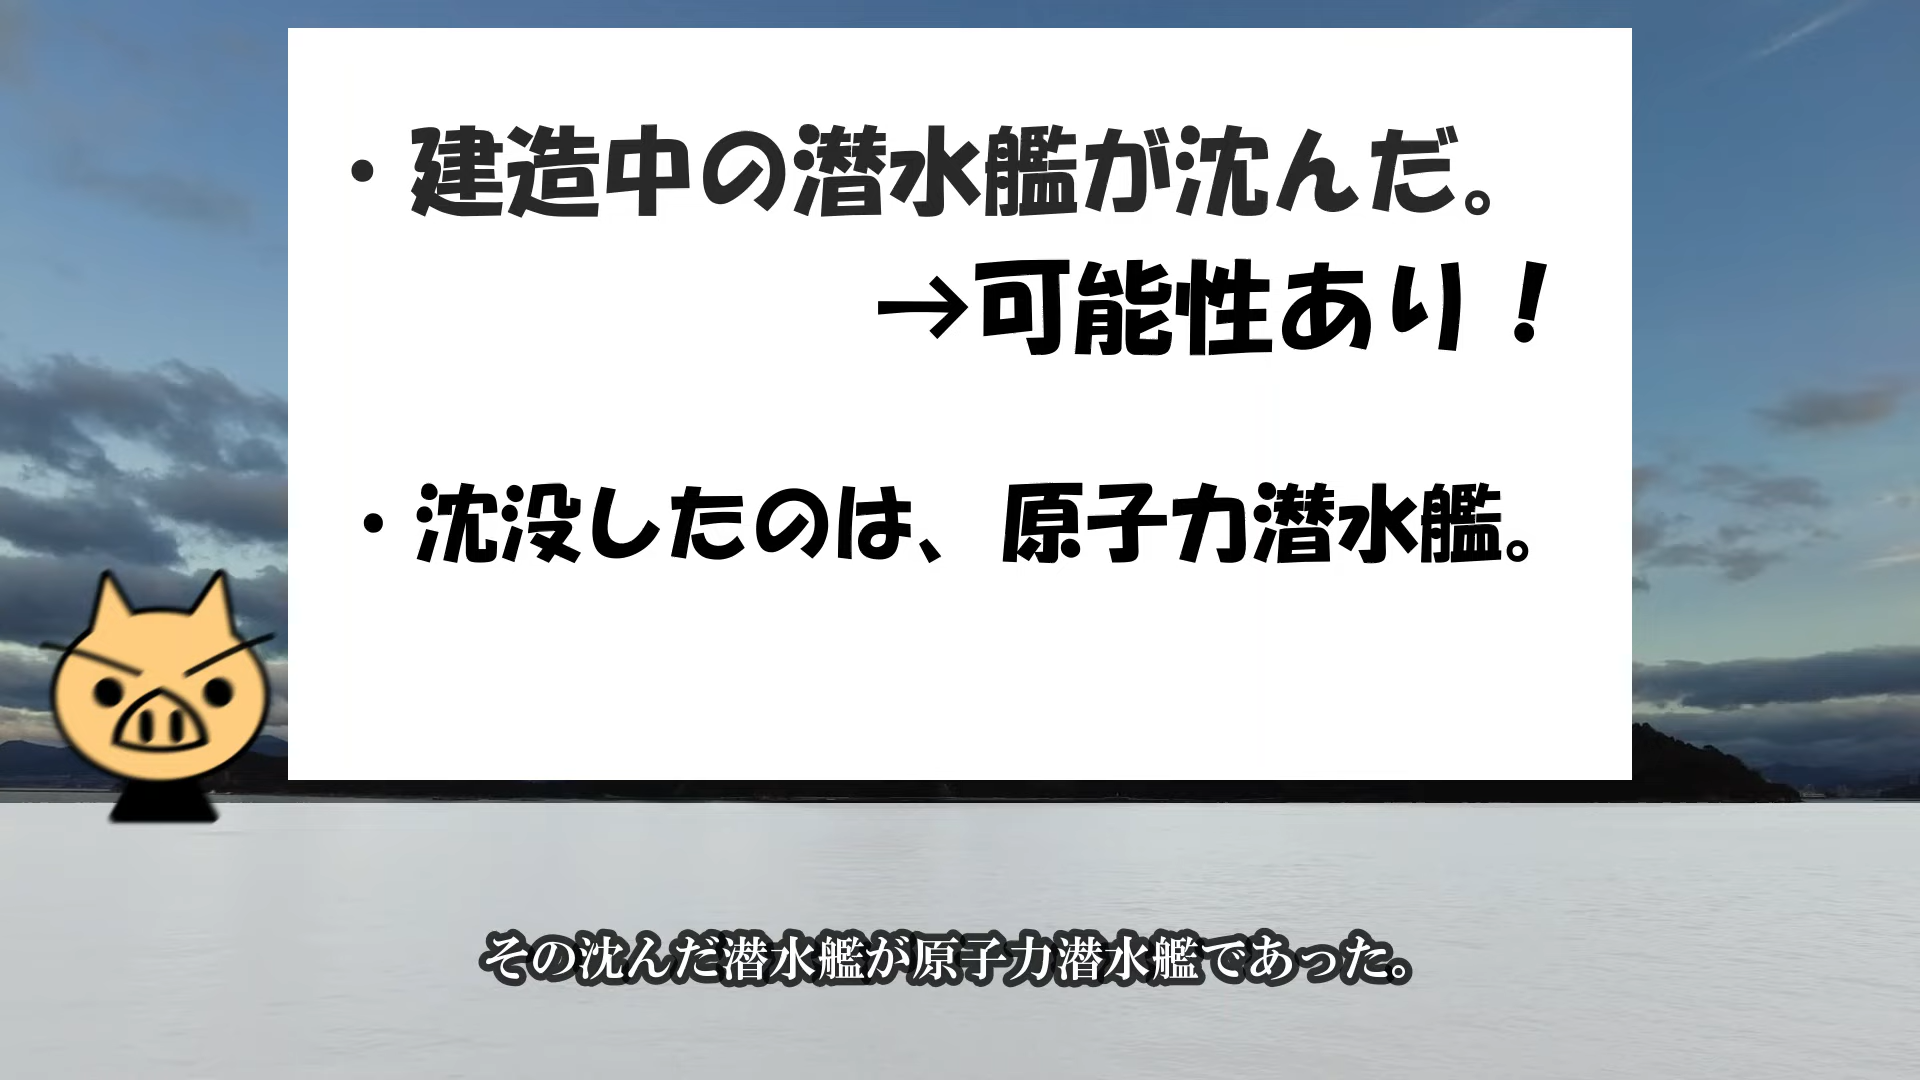 ・建造中の潜水艦が沈んだ。
→可能性あり！
・沈没したのは、原子力潜水艦。
その沈んだ潜水艦が原子力潜水艦であった。